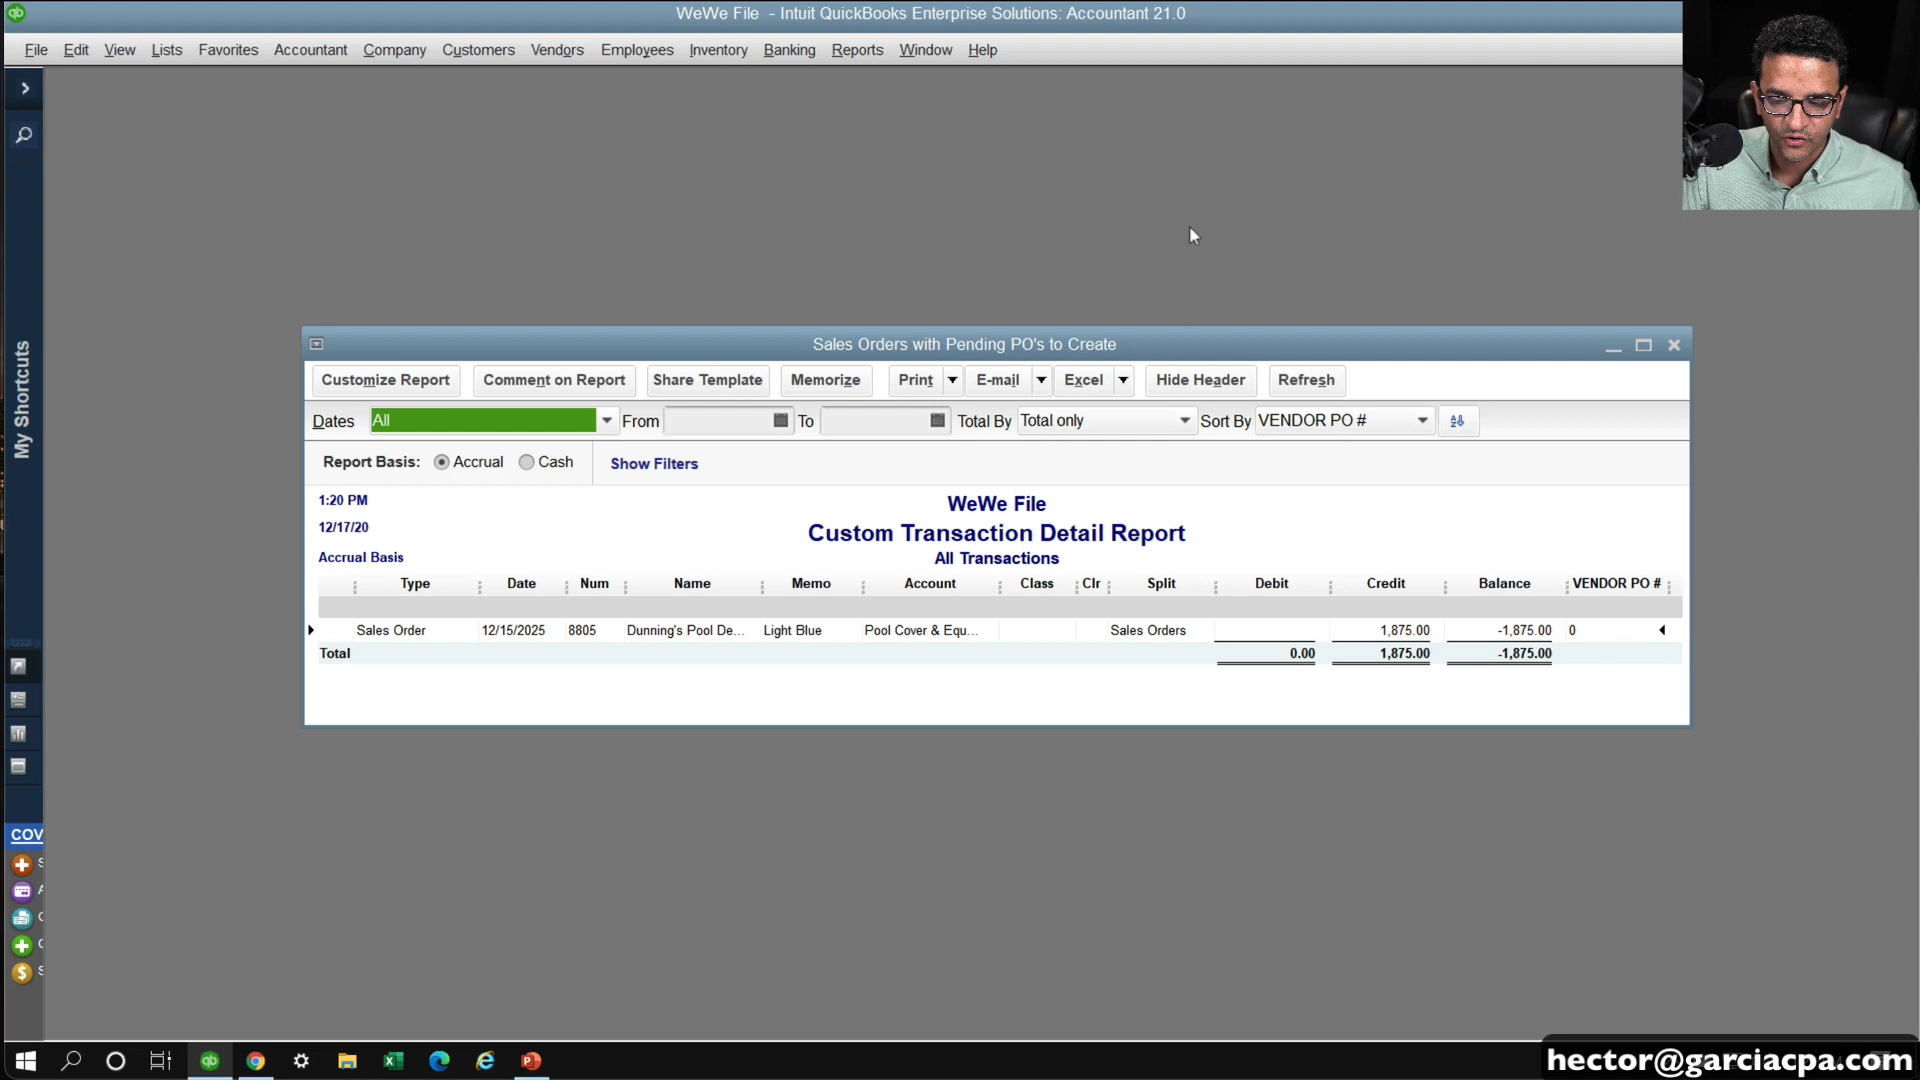 WeWe File - Intuit QuickBooks Enterprise Solutions: Accountant 21.0
File Edit View Lists Favorites Accountant Company Customers Vendors Employees Inventory Banking Reports Window Help
My Shortcuts
COV
S
A
C
C
$ S
Sales Orders with Pending PO's to Create
Customize Report Comment on Report Share Template Memorize Print E-mail Excel Hide Header Refresh
Dates All From To Total By Total only Sort By VENDOR PO #
Report Basis: Accrual Cash Show Filters
1:20 PM
12/17/20
Accrual Basis
WeWe File
Custom Transaction Detail Report
All Transactions
Type Date Num Name Memo Account Class Clr Split Debit Credit Balance VENDOR PO #
Sales Order 12/15/2025 8805 Dunning's Pool De... Light Blue Pool Cover & Equ... Sales Orders 1,875.00 -1,875.00 0
Total 0.00 1,875.00 -1,875.00
hector@garciacpa.com